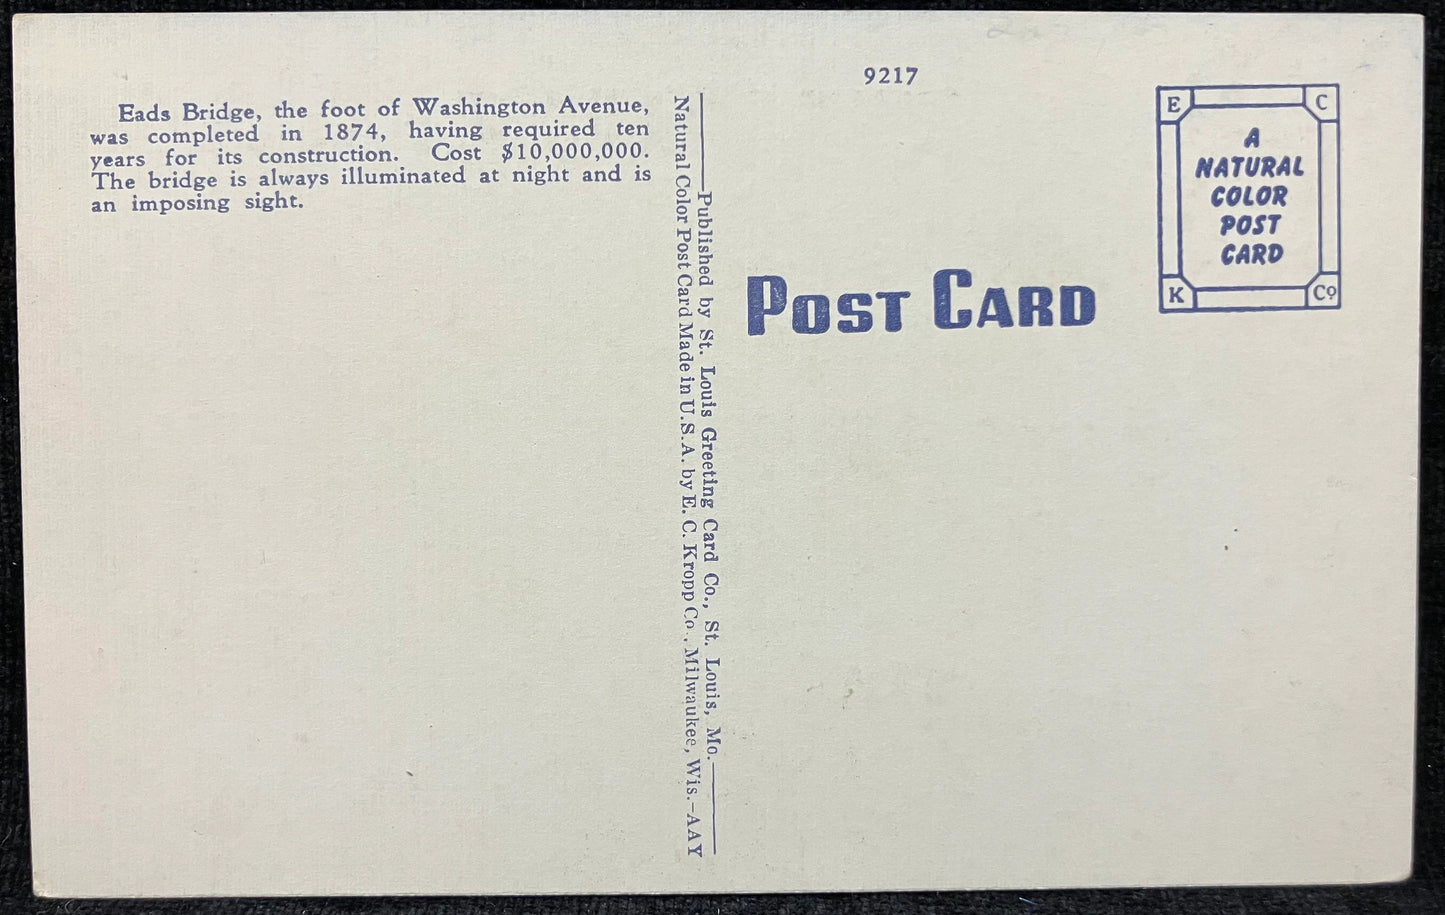 Eads Bridge, the foot of Washington Avenue,
was completed in 1874, having required ten
years for its construction. Cost $10,000,000.
The bridge is always illuminated at night and is
an imposing sight.
Published by St. Louis Greeting Card Co., St. Louis, Mo.
Natural Color Post Card Made in U.S.A. by E. C. Kropp Co., Milwaukee, Wis.—AAY
9217
POST CARD
E C
A
NATURAL
COLOR
POST
CARD
K Co